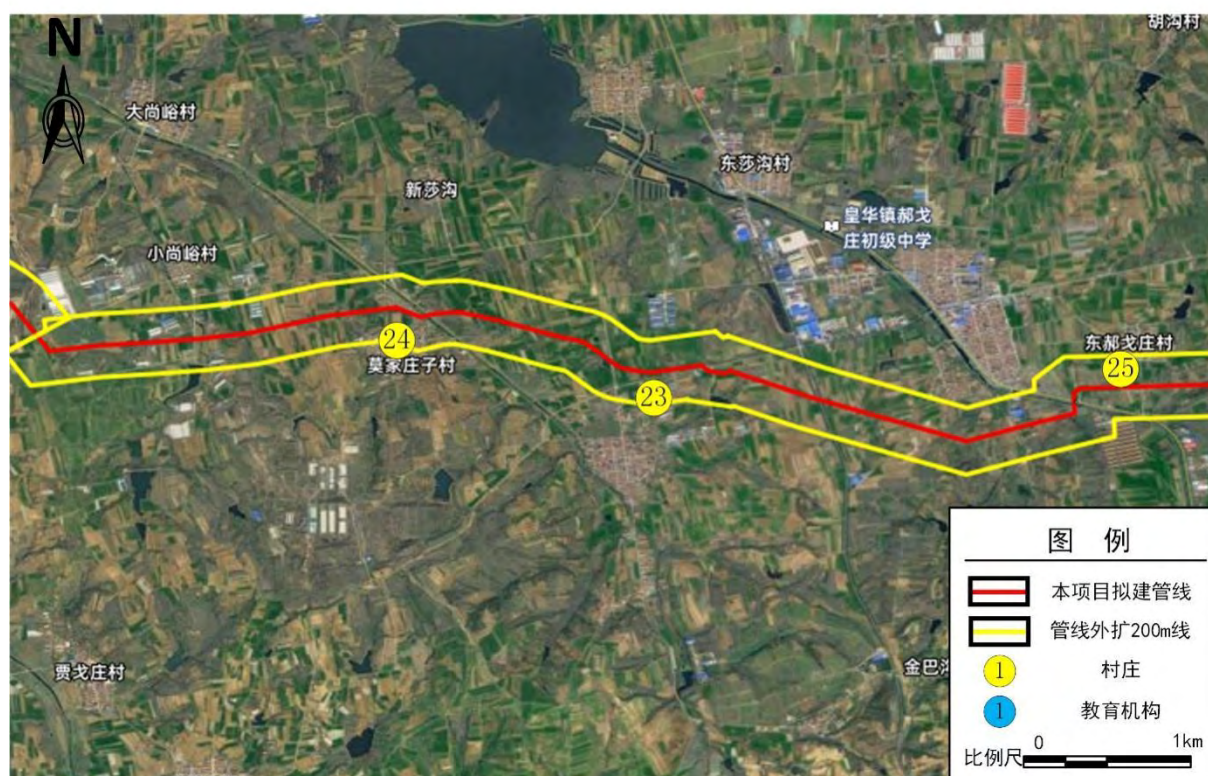 N
胡沟村
大尚峪村
东莎沟村
新莎沟
皇华镇郝戈
庄初级中学
小尚峪村
东郝戈庄村
24
25
莫家庄子村
23
贾戈庄村
金巴沟
图 例
本项目拟建管线
管线外扩200m线
1
村庄
1
教育机构
比例尺
0
1km